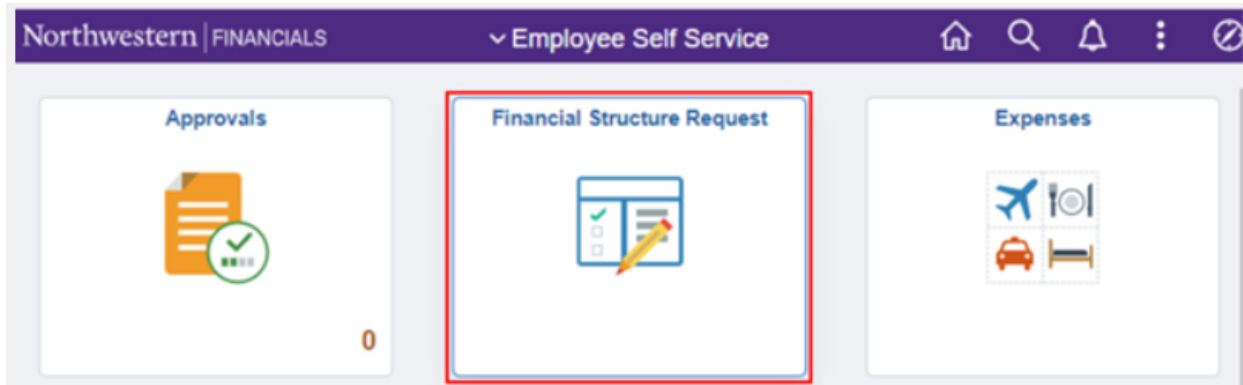 Northwestern | FINANCIALS
Employee Self Service
Approvals
Financial Structure Request
Expenses
0